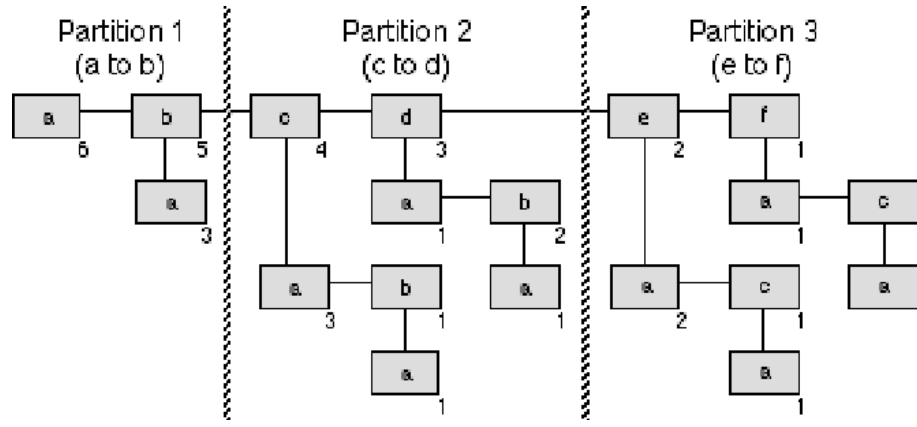 Partition 1
(a to b)
Partition 2
(c to d)
Partition 3
(e to f)
a b c d e f
6 5 4 3 2 1
a a b a c
3 1 2 1
a b a a c a
3 1 1 2 1
a a
1 1